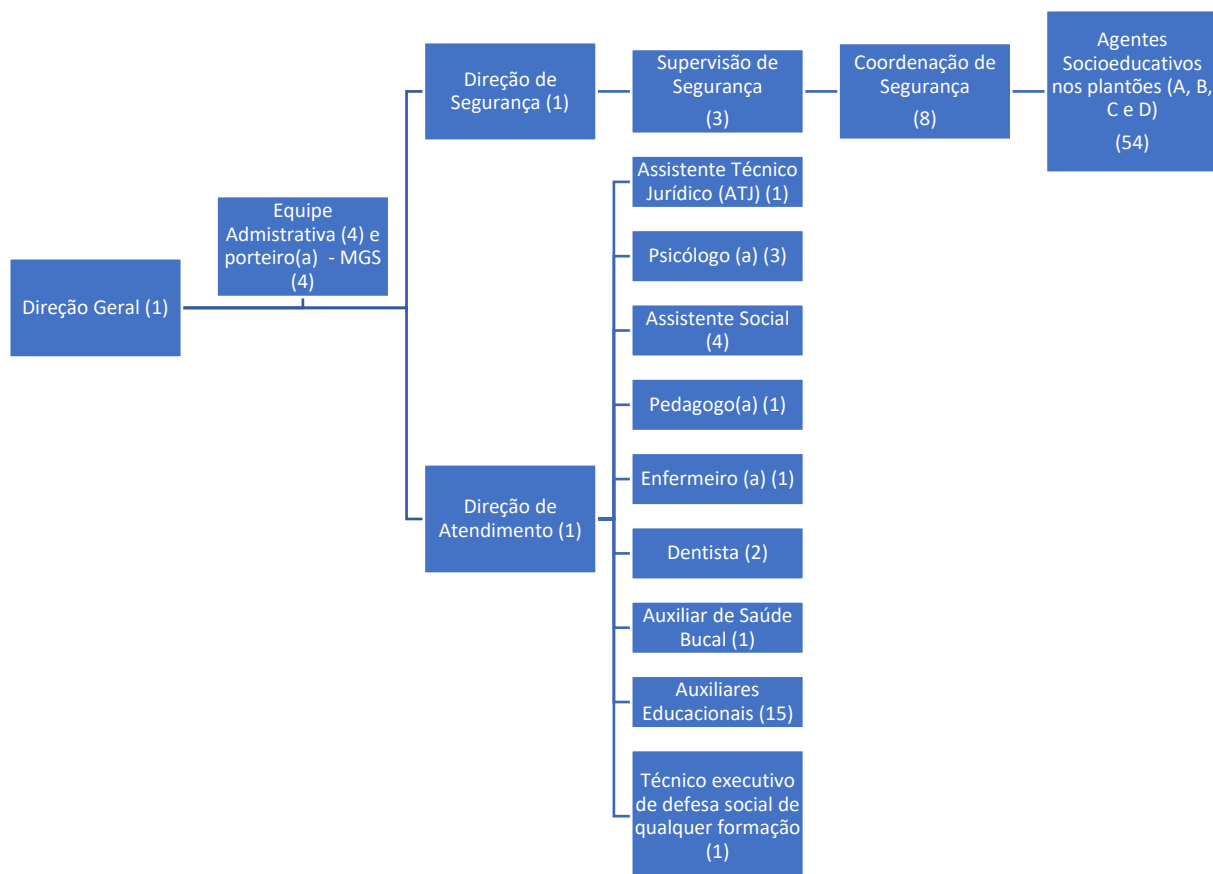 Direção Geral (1)
Equipe
Admistrativa (4) e
porteiro(a)  - MGS
(4)
Direção de
Segurança (1)
Supervisão de
Segurança
(3)
Coordenação de
Segurança
(8)
Agentes
Socioeducativos
nos plantões (A, B,
C e D)
(54)
Direção de
Atendimento (1)
Assistente Técnico
Jurídico (ATJ) (1)
Psicólogo (a) (3)
Assistente Social
(4)
Pedagogo(a) (1)
Enfermeiro (a) (1)
Dentista (2)
Auxiliar de Saúde
Bucal (1)
Auxiliares
Educacionais (15)
Técnico executivo
de defesa social de
qualquer formação
(1)